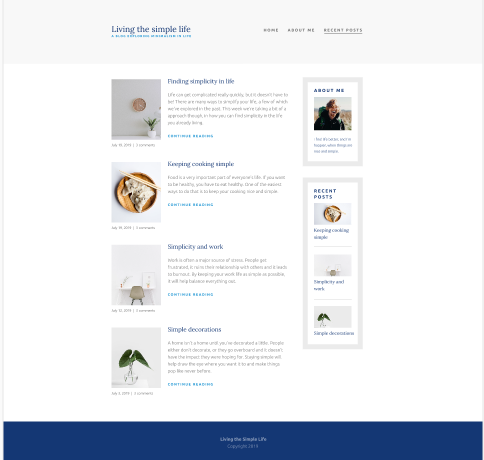 Living the simple life
A BLOG EXPLORING MINIMALISM IN LIFE
HOME
ABOUT ME
RECENT POSTS
Finding simplicity in life
Life can get complicated really quickly, but it doesn't have to
be! There are many ways to simplify your life, a few of which
we've explored in the past. This week we're taking a bit of a
approach though, in how you can find simplicity in the life
you already living.
CONTINUE READING
July 19, 2019 | 3 comments
Keeping cooking simple
Food is a very important part of everyone's life. If you want
to be healthy, you have to eat healthy. One of the easiest
ways to do that is to keep your cooking nice and simple.
CONTINUE READING
July 19, 2019 | 3 comments
Simplicity and work
Work is often a major source of stress. People get
frustrated, it ruins their relationship with others and it leads
to burnout. By keeping your work life as simple as possible,
it will help balance everything out.
CONTINUE READING
July 12, 2019 | 3 comments
Simple decorations
A home isn't a home until you've decorated a little. People
either don't decorate, or they go overboard and it doesn't
have the impact they were hoping for. Staying simple will
help draw the eye where you want it to and make things
pop like never before.
CONTINUE READING
July 3, 2019 | 3 comments
ABOUT ME
RECENT
POSTS
Keeping cooking
simple
Simplicity and
work
Simple decorations
Living the Simple Life
Copyright 2019